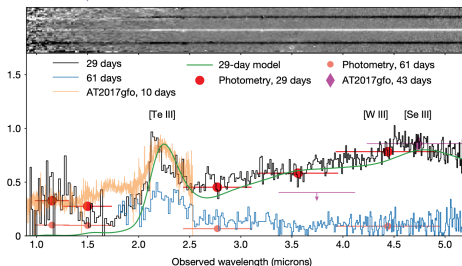 29 days
61 days
AT2017gfo, 10 days
29-day model
Photometry, 29 days
Photometry, 61 days
AT2017gfo, 43 days
[Te III]
[W III]
[Se III]
1.5
1.0
0.5
0
1.0 1.5 2.0 2.5 3.0 3.5 4.0 4.5 5.0
Observed wavelength (microns)